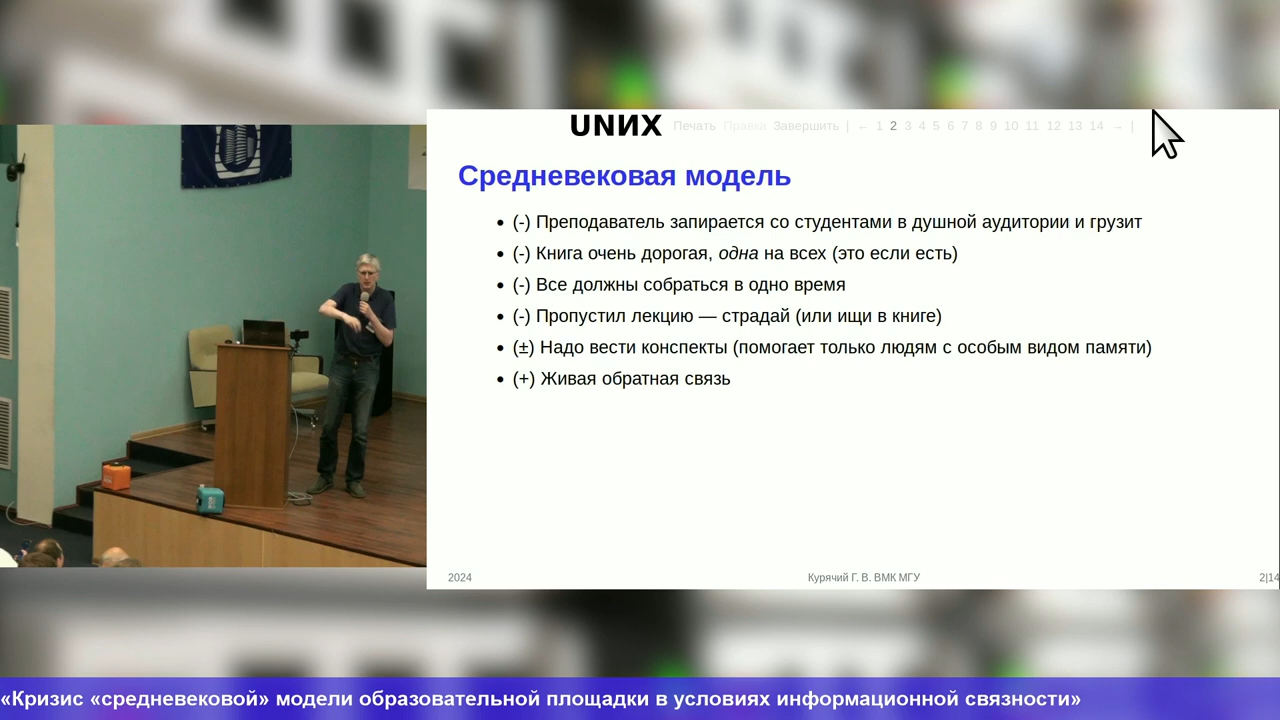 UNИX Печать Правка Завершить | ← 1 2 3 4 5 6 7 8 9 10 11 12 13 14 → |
Средневековая модель
• (-) Преподаватель запирается со студентами в душной аудитории и грузит
• (-) Книга очень дорогая, одна на всех (это если есть)
• (-) Все должны собраться в одно время
• (-) Пропустил лекцию — страдай (или ищи в книге)
• (±) Надо вести конспекты (помогает только людям с особым видом памяти)
• (+) Живая обратная связь
2024 Курячий Г. В. ВМК МГУ 2|14
«Кризис «средневековой» модели образовательной площадки в условиях информационной связности»